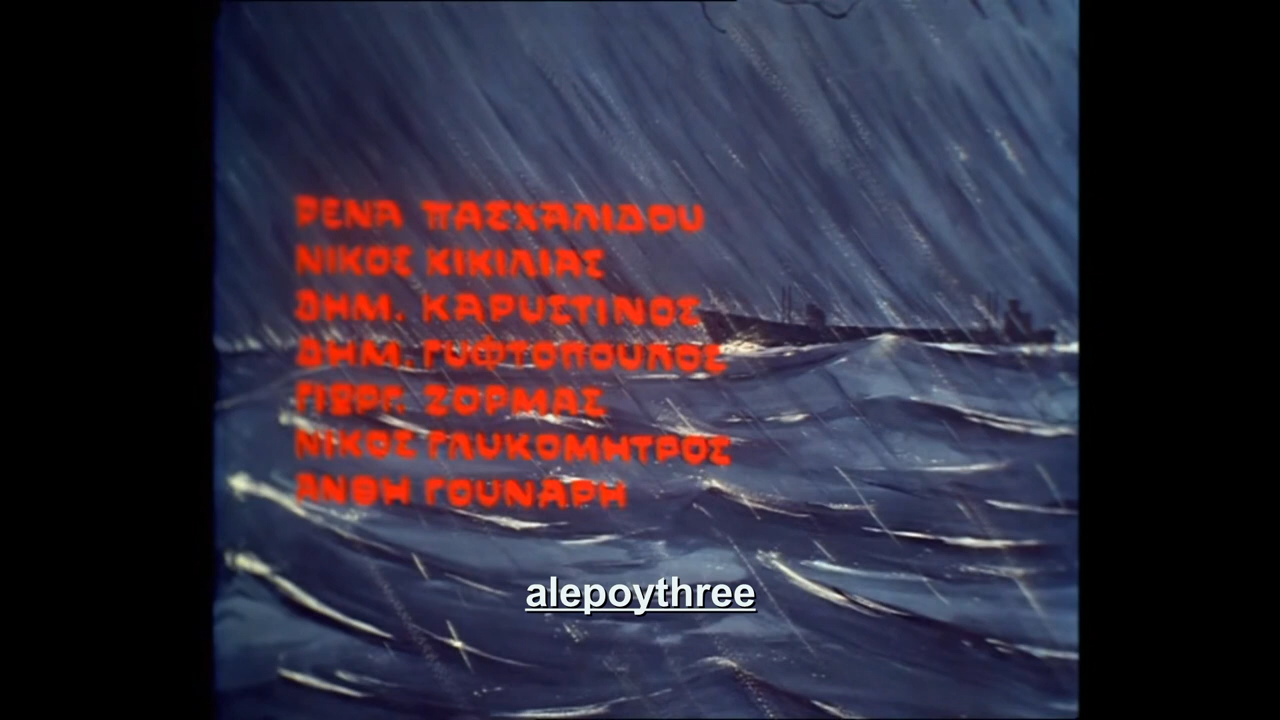 ΡΕΝΑ ΠΑΣΧΑΛΙΔΟΥ
ΝΙΚΟΣ ΚΙΚΙΛΙΑΣ
ΔΗΜ. ΚΑΡΥΣΤΙΝΟΣ
ΔΗΜ. ΓΥΦΤΟΠΟΥΛΟΣ
ΓΙΩΡΓ. ΖΟΡΜΑΣ
ΝΙΚΟΣ ΓΛΥΚΟΜΗΤΡΟΣ
ΑΝΘΗ ΓΟΥΝΑΡΗ
alepoythree